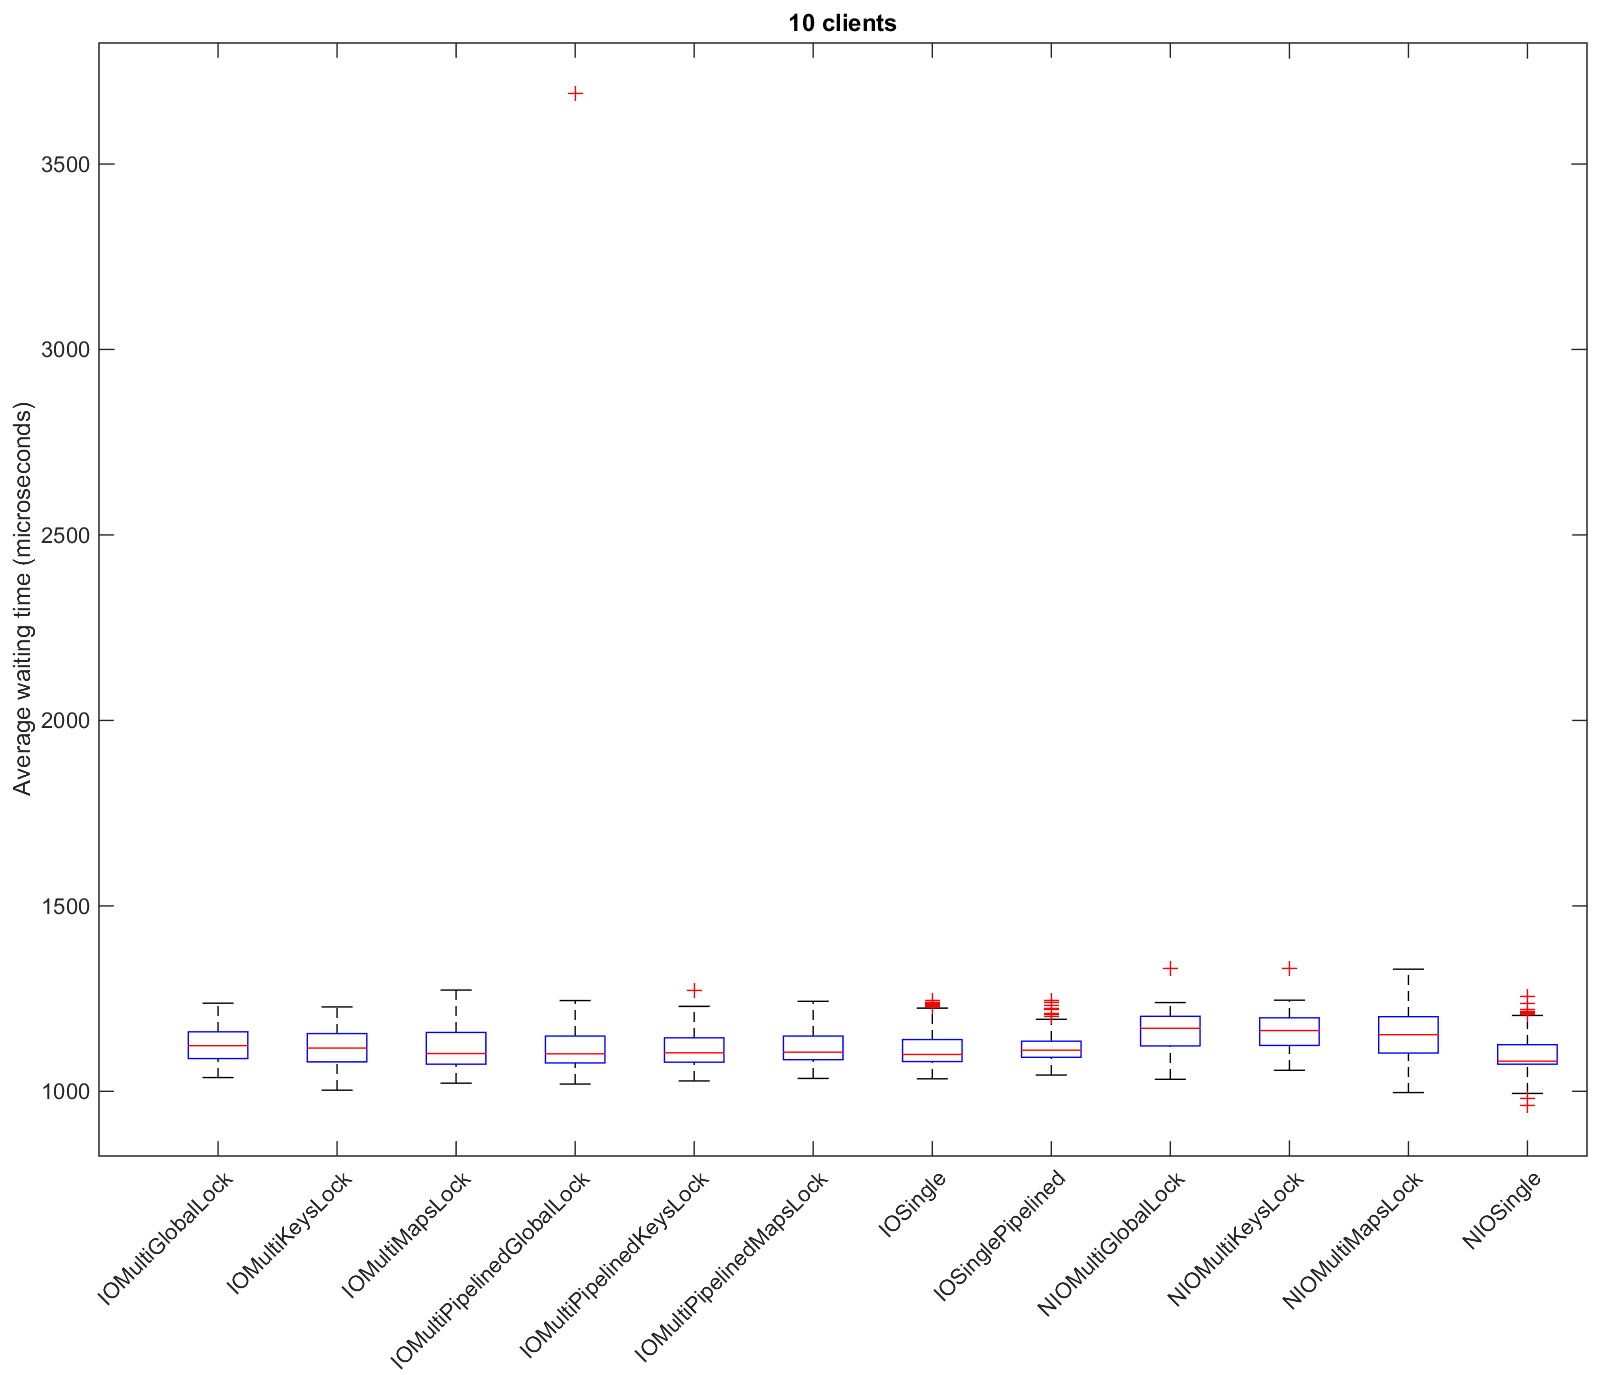 10 clients
Average waiting time (microseconds)
3500
3000
2500
2000
1500
1000
IOMultiGlobalLock
IOMultiKeysLock
IOMultiMapsLock
IOMultiPipelinedGlobalLock
IOMultiPipelinedKeysLock
IOMultiPipelinedMapsLock
IOSingle
IOSinglePipelined
NIOMultiGlobalLock
NIOMultiKeysLock
NIOMultiMapsLock
NIOSingle